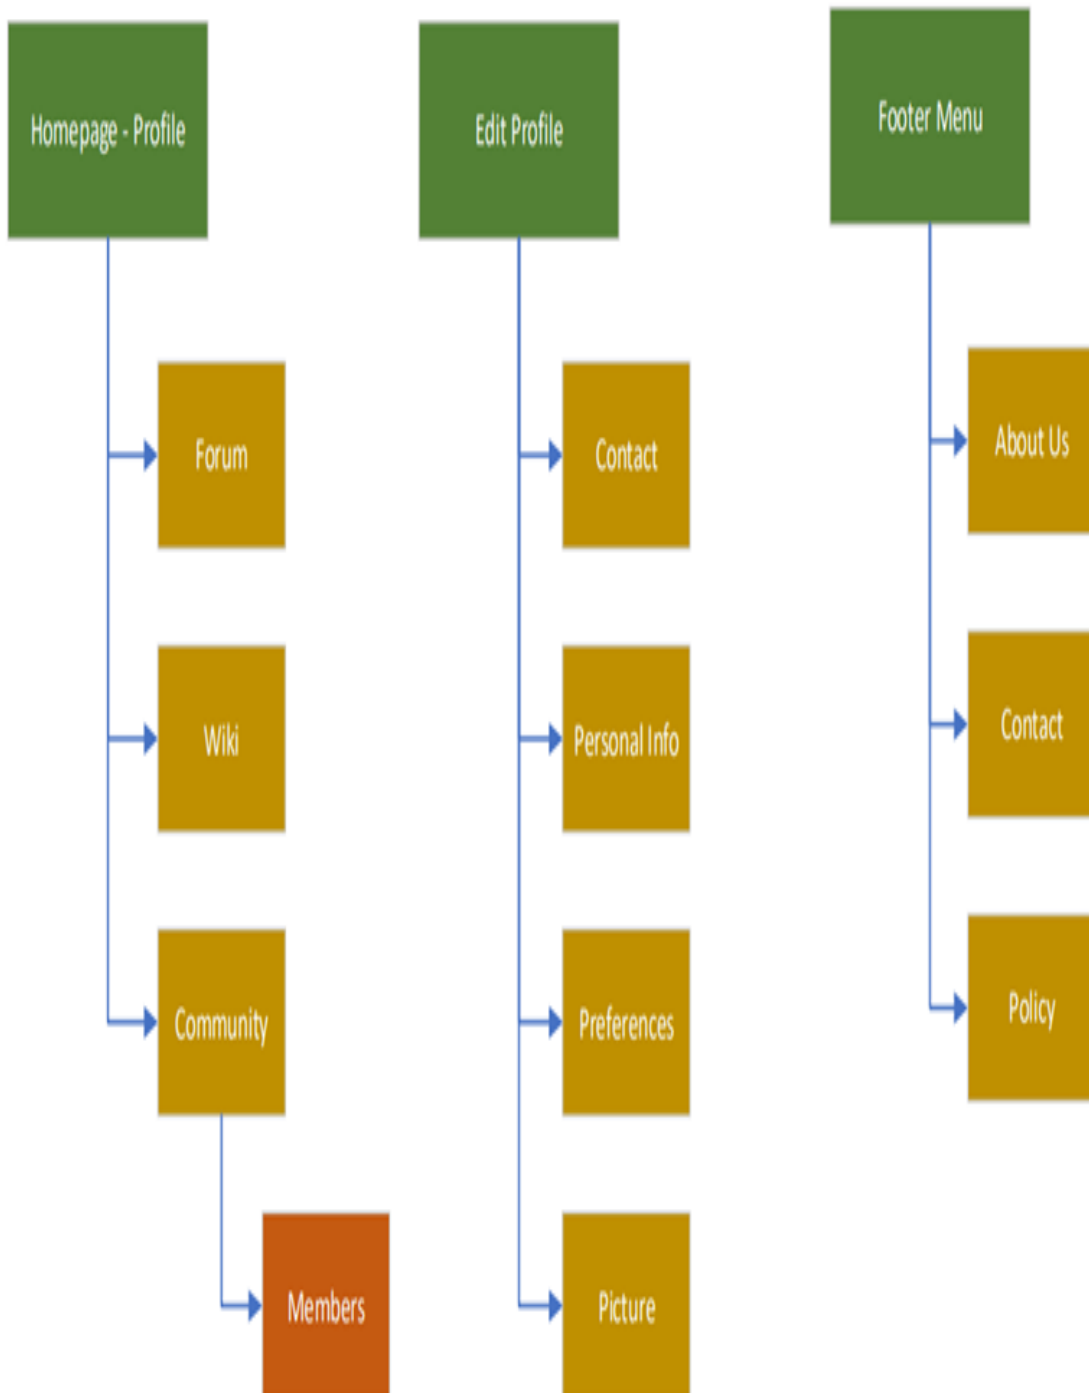 Homepage - Profile
Forum
Wiki
Community
Members
Edit Profile
Contact
Personal Info
Preferences
Picture
Footer Menu
About Us
Contact
Policy